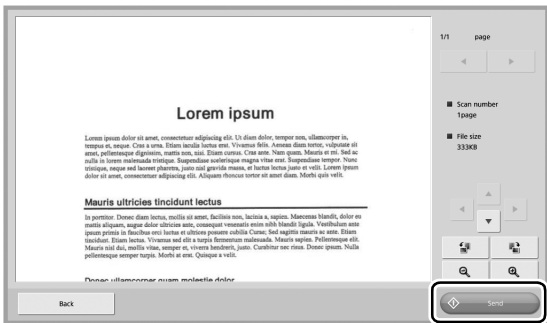 1/1 page
Lorem ipsum
Scan number
1page
File size
333KB
Lorem ipsum dolor sit amet, consectetuer adipiscing elit. Ut diam dolor, tempor non, ullamcorper in,
tempus et, neque. Cras a urna. Etiam iaculis luctus erat. Vivamus felis. Aenean diam tortor, vulputate sit
amet, pellentesque dignissim, mattis non, nisi. Etiam cursus. Cras ante. Nam quam. Mauris et mi. Sed ac
nulla in lorem malesuada tristique. Suspendisse scelerisque magna vitae erat. Suspendisse tempor. Nunc
tristique, neque sed laoreet pharetra, justo nisl gravida massa, et luctus lectus justo et velit. Lorem ipsum
dolor sit amet, consectetuer adipiscing elit. Aliquam rhoncus tortor sit amet diam. Morbi quis velit.
Mauris ultricies tincidunt lectus
In porttitor. Donec diam lectus, mollis sit amet, facilisis non, lacinia a, sapien. Maecenas blandit, dolor eu
mattis aliquam, augue dolor ultricies ante, consequat venenatis enim nibh blandit ligula. Vestibulum ante
ipsum primis in faucibus orci luctus et ultrices posuere cubilia Curae; Sed sagittis mauris ac ante. Etiam
tincidunt. Etiam lectus. Vivamus sed elit a turpis fermentum malesuada. Mauris sapien. Pellentesque elit.
Mauris nisl dui, mollis vitae, semper et, viverra hendrerit, justo. Curabitur nec risus. Donec ipsum. Nulla
pellentesque semper turpis. Morbi at erat. Quisque a velit.
Donec ullamcorper quam molestie dolor
Back
Send